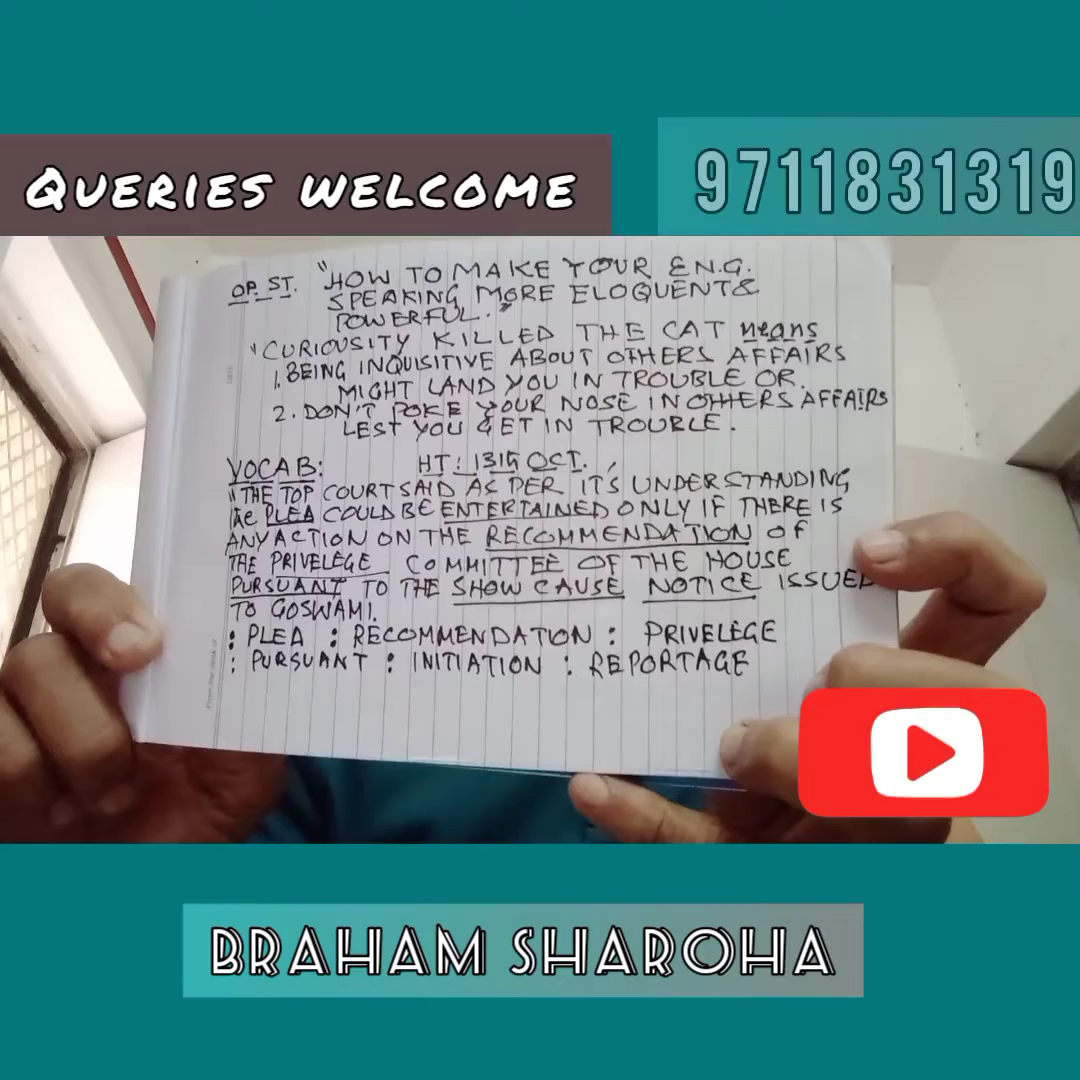 QUERIES WELCOME
9711831319
OP. ST. "HOW TO MAKE YOUR ENG.
SPEAKING MORE ELOQUENT &
POWERFUL."
"CURIOUSITY KILLED THE CAT means
1. BEING INQUISITIVE ABOUT OTHERS AFFAIRS
MIGHT LAND YOU IN TROUBLE OR.
2. DON'T POKE YOUR NOSE IN OTHERS AFFAIRS
LEST YOU GET IN TROUBLE.
VOCAB: HT: OCT.
"THE TOP COURT SAID AS PER IT'S UNDERSTANDING
THE PLEA COULD BE ENTERTAINED ONLY IF THERE IS
ANY ACTION ON THE RECOMMENDATION OF
THE PRIVELEGE COMMITTEE OF THE HOUSE
PURSUANT TO THE SHOW CAUSE NOTICE ISSUED
TO GOSWAMI.
: PLEA : RECOMMENDATION : PRIVELEGE
: PURSUANT : INITIATION : REPORTAGE
BRAHAM SHAROHA